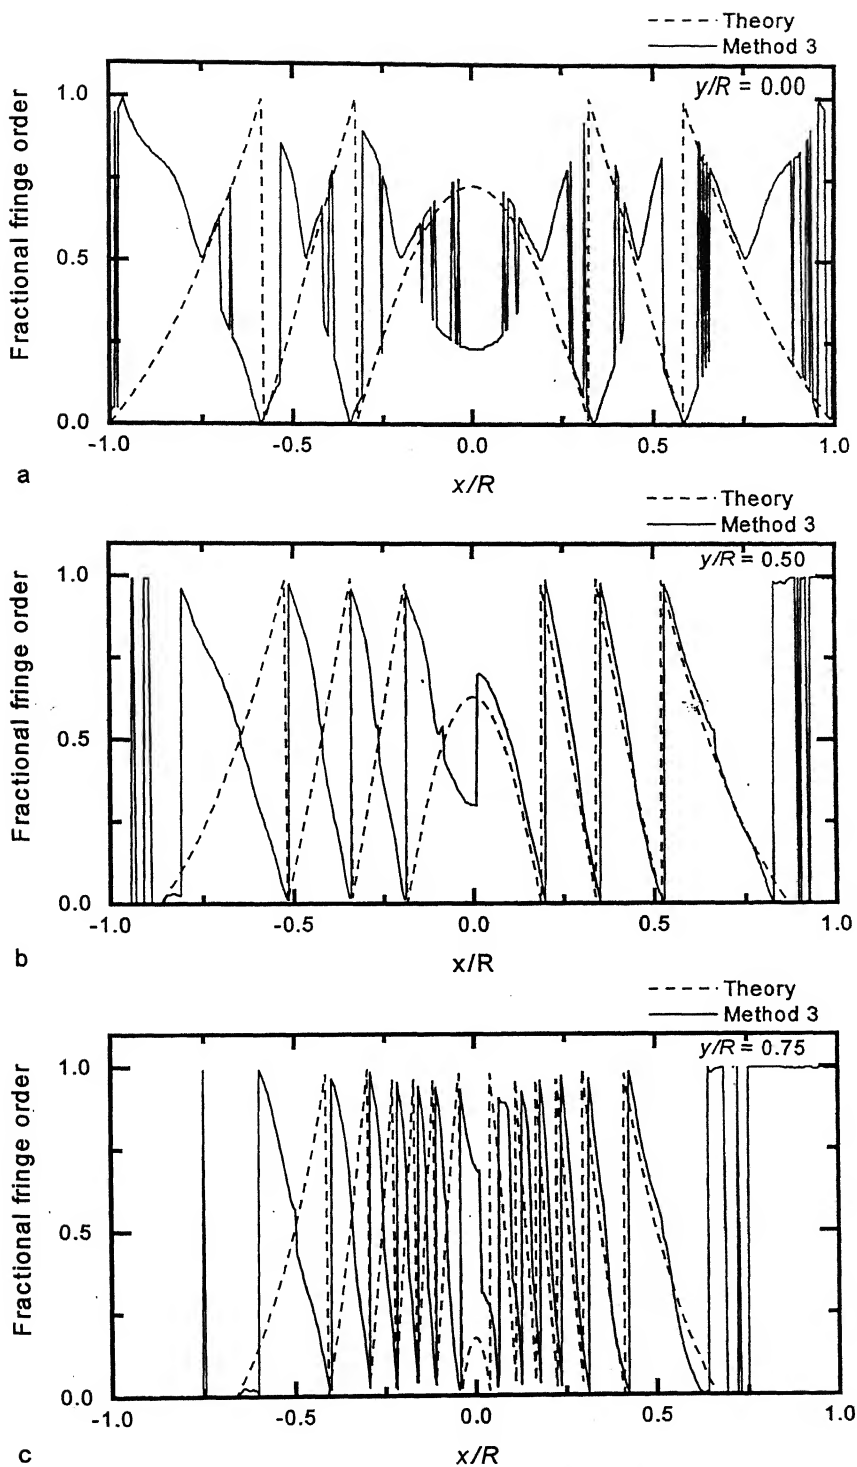 Theory
Method 3
y/R = 0.00
1.0
0.5
0.0
Fractional fringe order
-1.0 -0.5 0.0 0.5 1.0
x/R
a
Theory
Method 3
y/R = 0.50
1.0
0.5
0.0
Fractional fringe order
-1.0 -0.5 0.0 0.5 1.0
x/R
b
Theory
Method 3
y/R = 0.75
1.0
0.5
0.0
Fractional fringe order
-1.0 -0.5 0.0 0.5 1.0
x/R
c